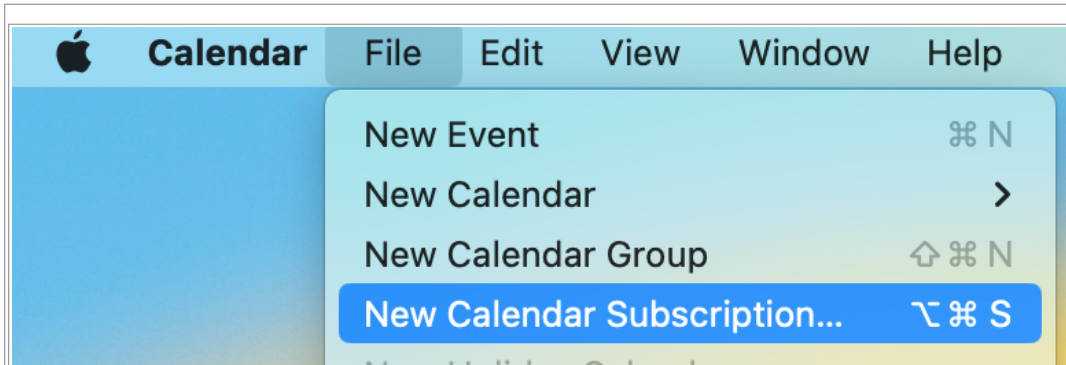 Calendar File Edit View Window Help
New Event ⌘ N
New Calendar
New Calendar Group ⇧ ⌘ N
New Calendar Subscription... ⌥ ⌘ S